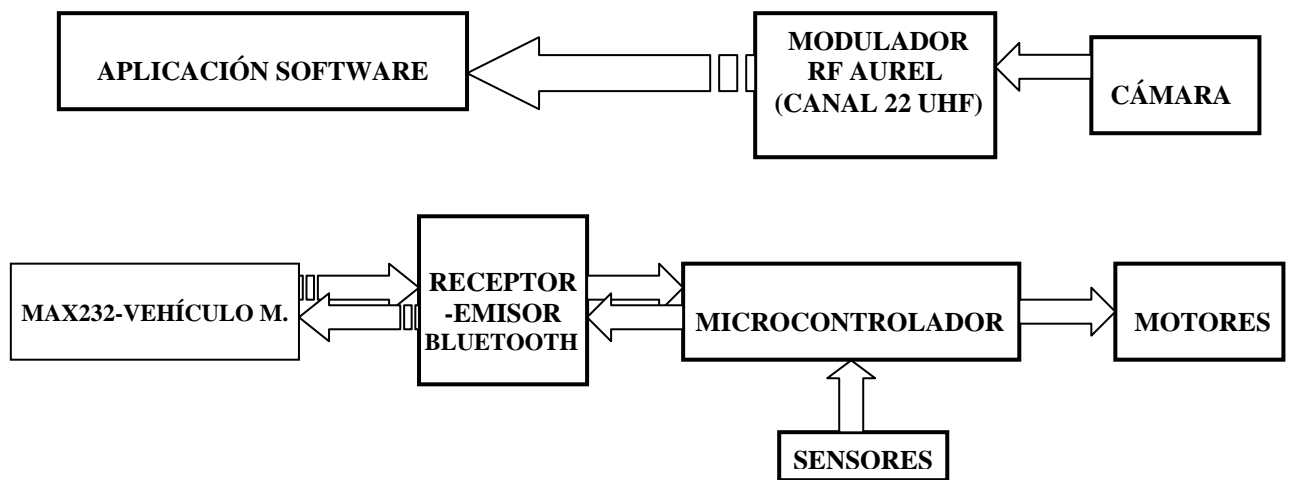 APLICACIÓN SOFTWARE
MODULADOR
RF AUREL
(CANAL 22 UHF)
CÁMARA
MAX232-VEHÍCULO M.
RECEPTOR
-EMISOR
BLUETOOTH
MICROCONTROLADOR
MOTORES
SENSORES